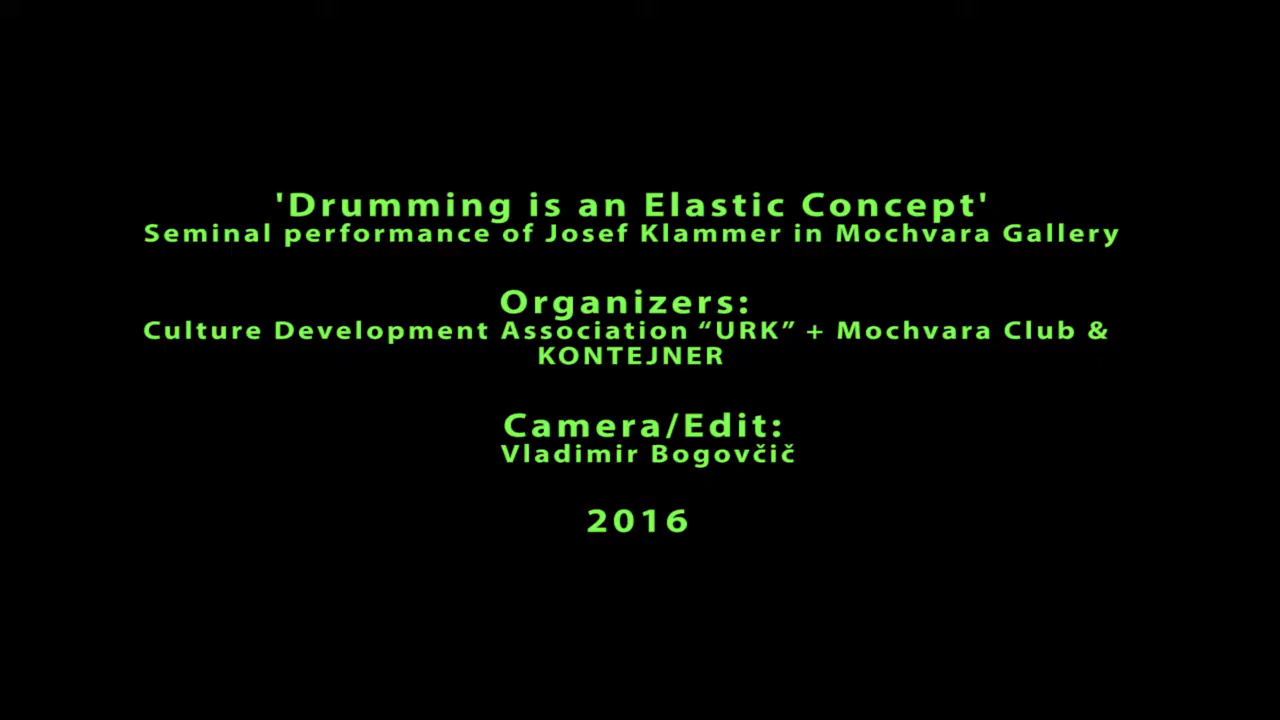 'Drumming is an Elastic Concept'
Seminal performance of Josef Klammer in Mochvara Gallery
Organizers:
Culture Development Association “URK” + Mochvara Club &
KONTEJNER
Camera/Edit:
Vladimir Bogovčič
2016